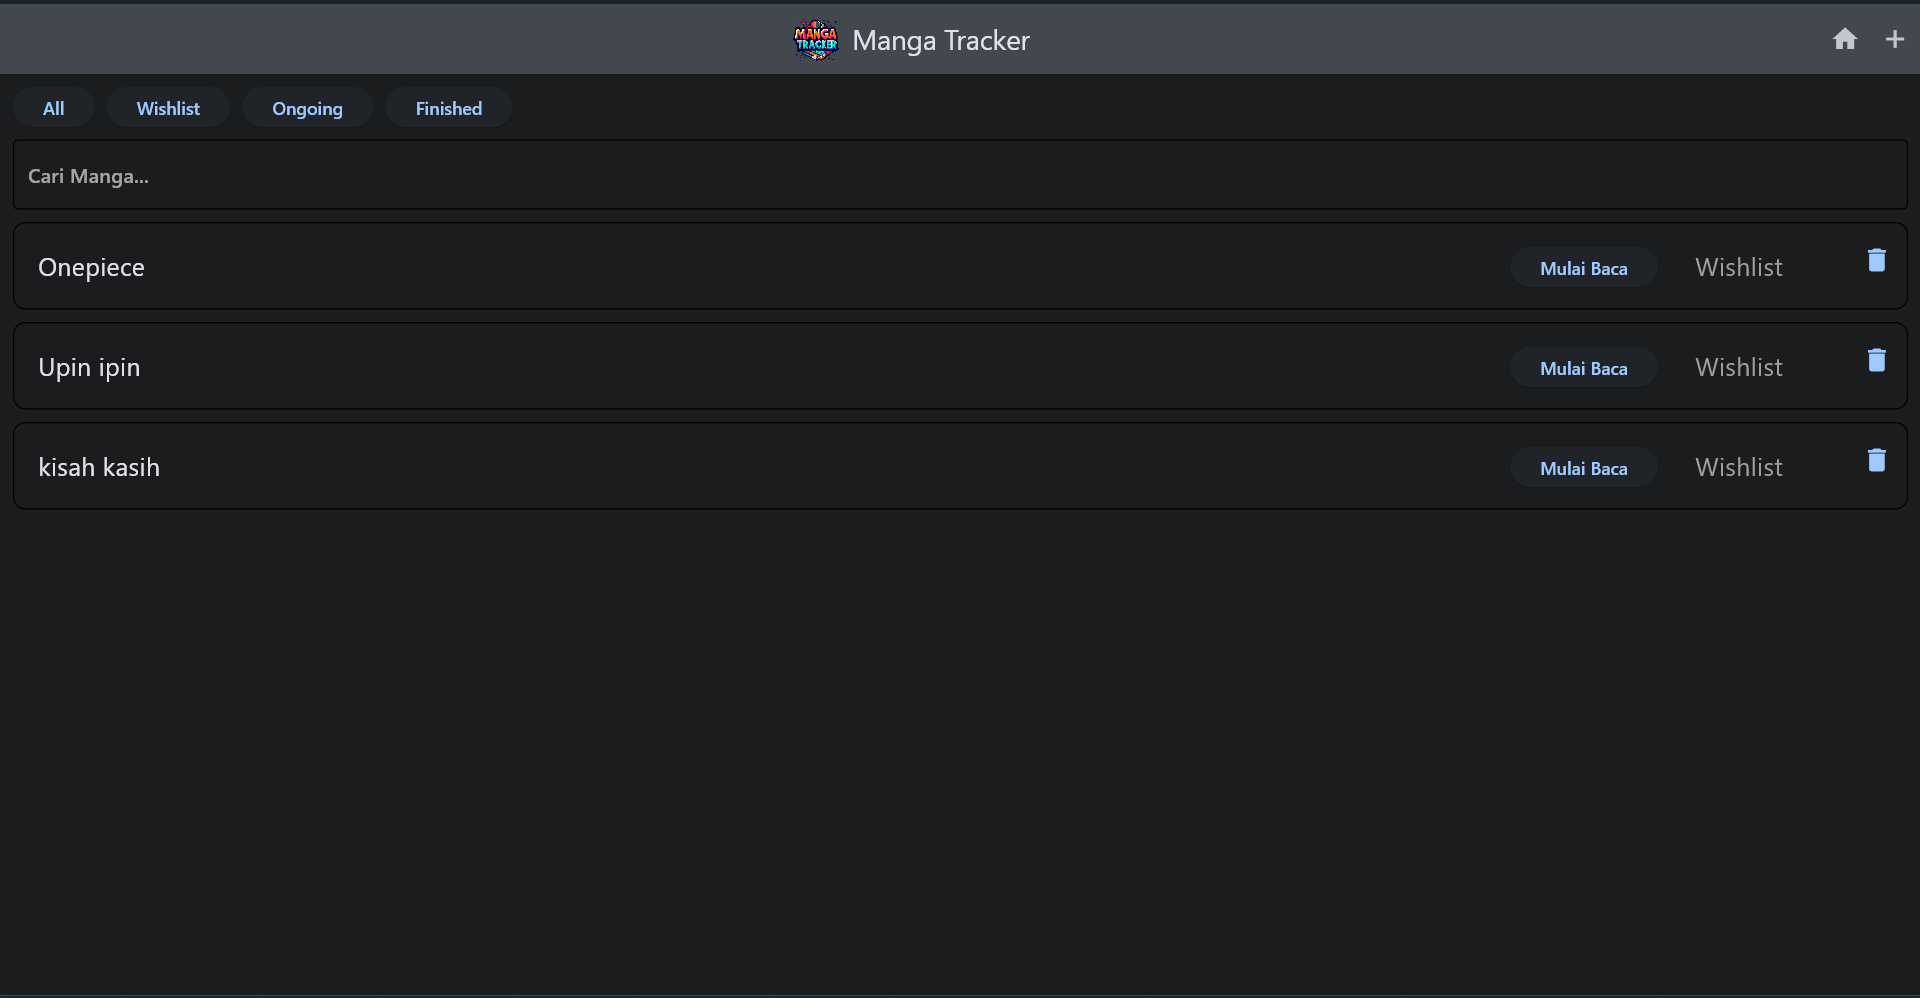 MANGA
TRACKER
Manga Tracker
All
Wishlist
Ongoing
Finished
Cari Manga...
Onepiece
Mulai Baca
Wishlist
Upin ipin
Mulai Baca
Wishlist
kisah kasih
Mulai Baca
Wishlist